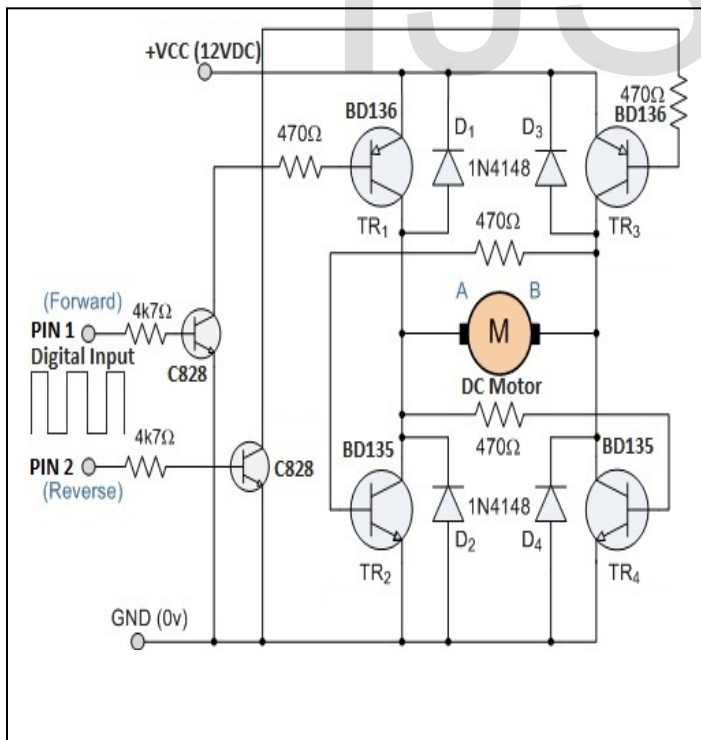 +VCC (12VDC)
470Ω
BD136
BD136
D1
D3
470Ω
1N4148
TR1
470Ω
TR3
(Forward)
4k7Ω
A
B
PIN 1
M
Digital Input
C828
DC Motor
4k7Ω
470Ω
BD135
BD135
PIN 2
C828
1N4148
(Reverse)
D2
D4
TR2
TR4
GND (0v)